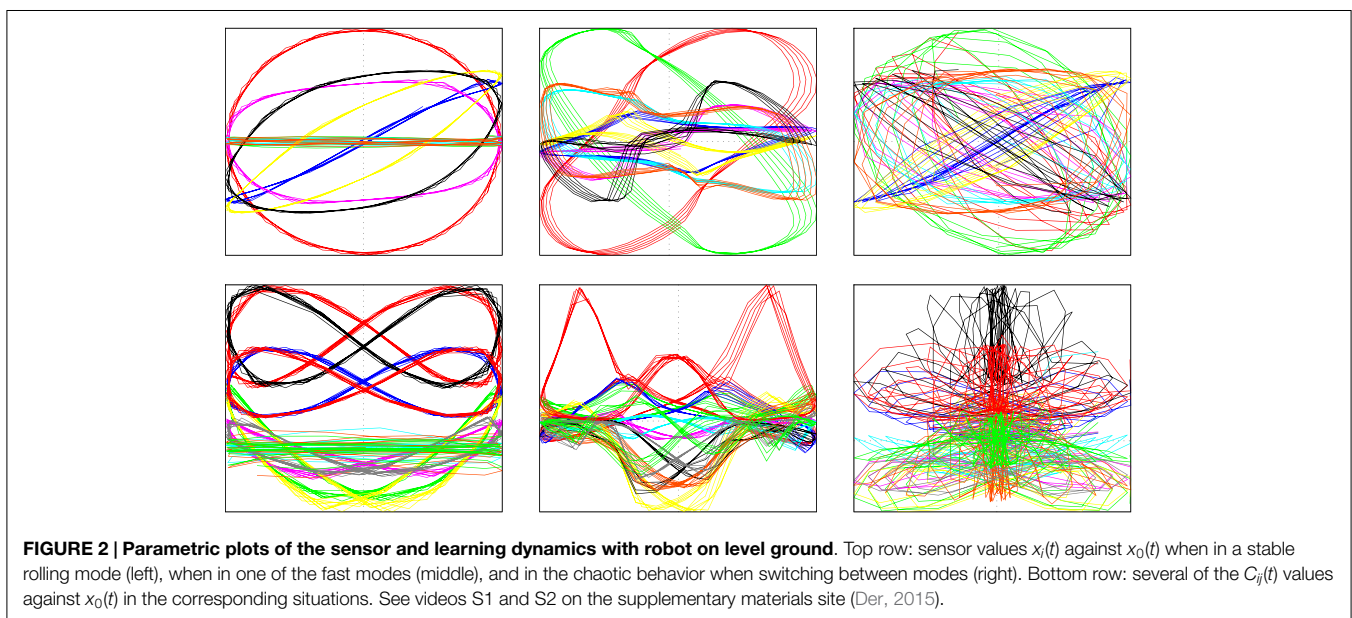 FIGURE 2 | Parametric plots of the sensor and learning dynamics with robot on level ground. Top row: sensor values xᵢ(t) against x₀(t) when in a stable
rolling mode (left), when in one of the fast modes (middle), and in the chaotic behavior when switching between modes (right). Bottom row: several of the Cᵢⱼ(t) values
against x₀(t) in the corresponding situations. See videos S1 and S2 on the supplementary materials site (Der, 2015).